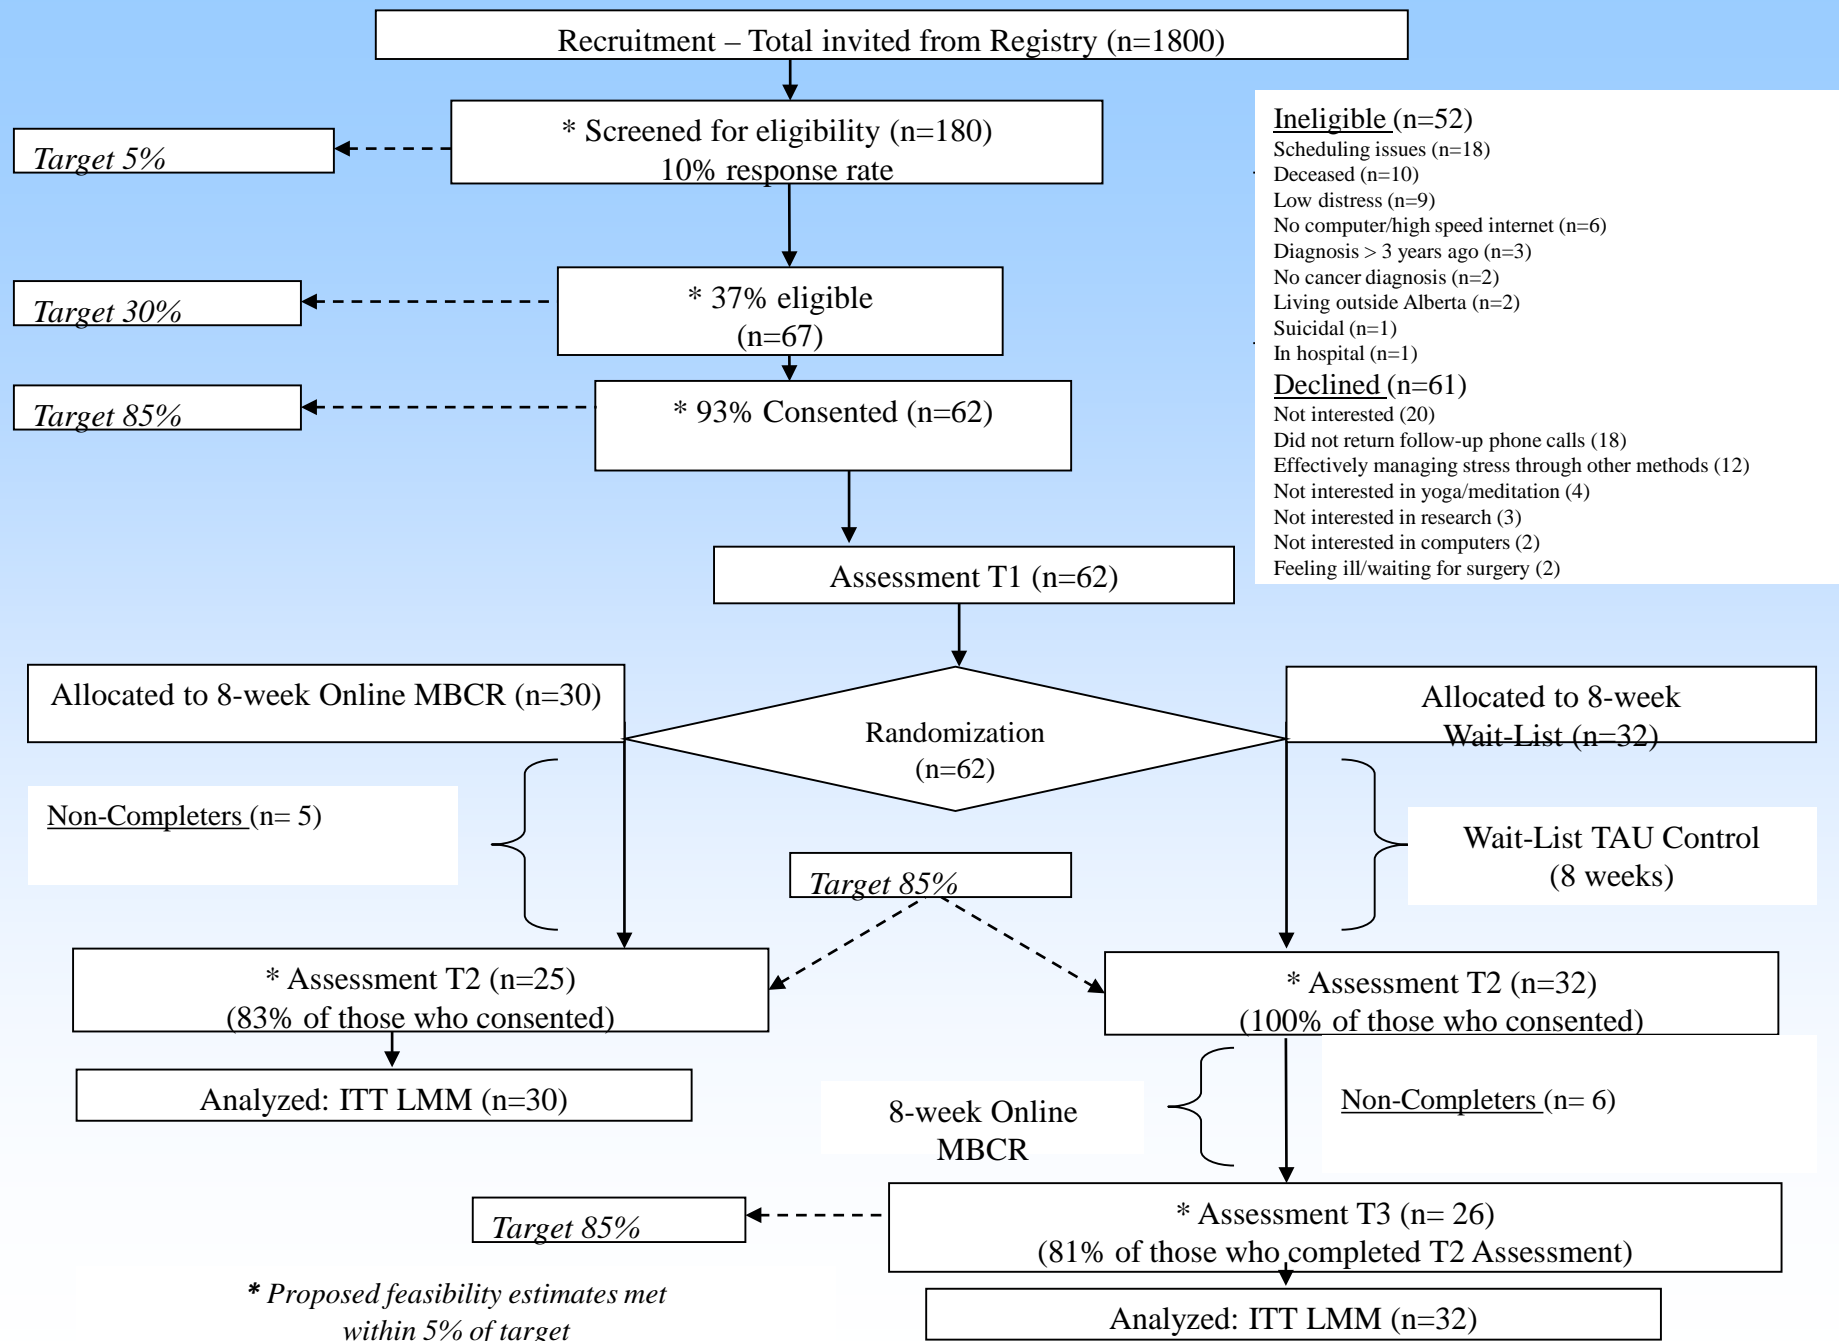 Recruitment – Total invited from Registry (n=1800)
* Screened for eligibility (n=180)
10% response rate
Target 5%
Ineligible (n=52)
Scheduling issues (n=18)
Deceased (n=10)
Low distress (n=9)
No computer/high speed internet (n=6)
Diagnosis > 3 years ago (n=3)
No cancer diagnosis (n=2)
Living outside Alberta (n=2)
Suicidal (n=1)
In hospital (n=1)
Declined (n=61)
Not interested (20)
Did not return follow-up phone calls (18)
Effectively managing stress through other methods (12)
Not interested in yoga/meditation (4)
Not interested in research (3)
Not interested in computers (2)
Feeling ill/waiting for surgery (2)
* 37% eligible
(n=67)
Target 30%
* 93% Consented (n=62)
Target 85%
Assessment T1 (n=62)
Allocated to 8-week Online MBCR (n=30)
Randomization
(n=62)
Allocated to 8-week
Wait-List (n=32)
Non-Completers (n= 5)
Wait-List TAU Control
(8 weeks)
Target 85%
* Assessment T2 (n=25)
(83% of those who consented)
* Assessment T2 (n=32)
(100% of those who consented)
Analyzed: ITT LMM (n=30)
8-week Online
MBCR
Non-Completers (n= 6)
Target 85%
* Assessment T3 (n= 26)
(81% of those who completed T2 Assessment)
* Proposed feasibility estimates met
within 5% of target
Analyzed: ITT LMM (n=32)